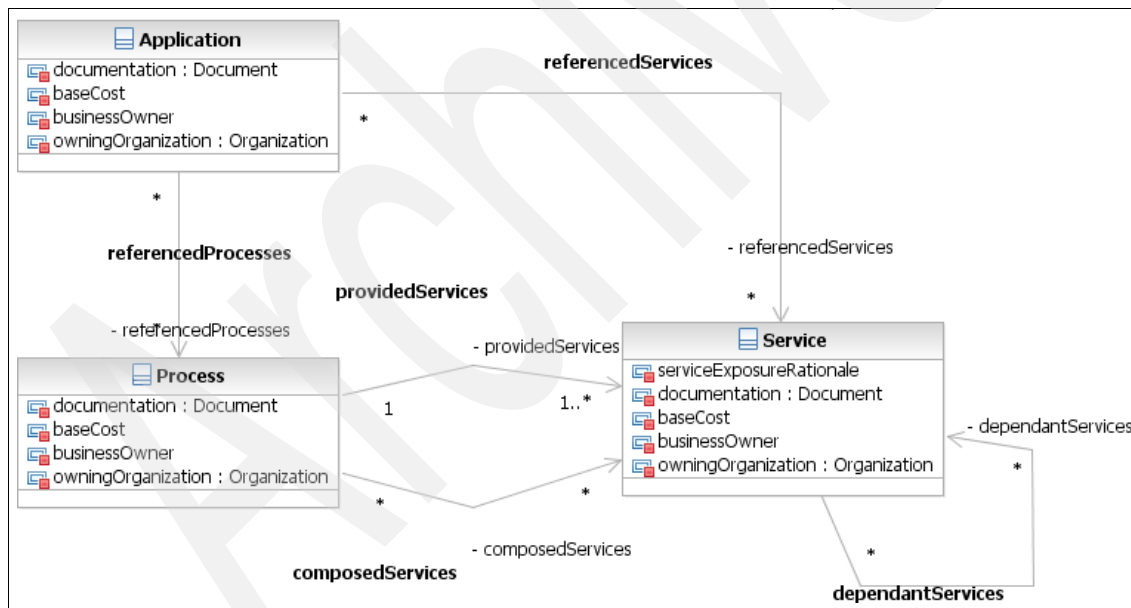 Application
documentation : Document
baseCost
businessOwner
owningOrganization : Organization
referencedServices
*
*
referencedProcesses
- referencedServices
*
providedServices
*
- referencedProcesses
- providedServices
Process
documentation : Document
baseCost
businessOwner
owningOrganization : Organization
1
1..*
Service
serviceExposureRationale
documentation : Document
baseCost
businessOwner
owningOrganization : Organization
- dependantServices
*
*
*
- composedServices
composedServices
*
dependantServices
Archive